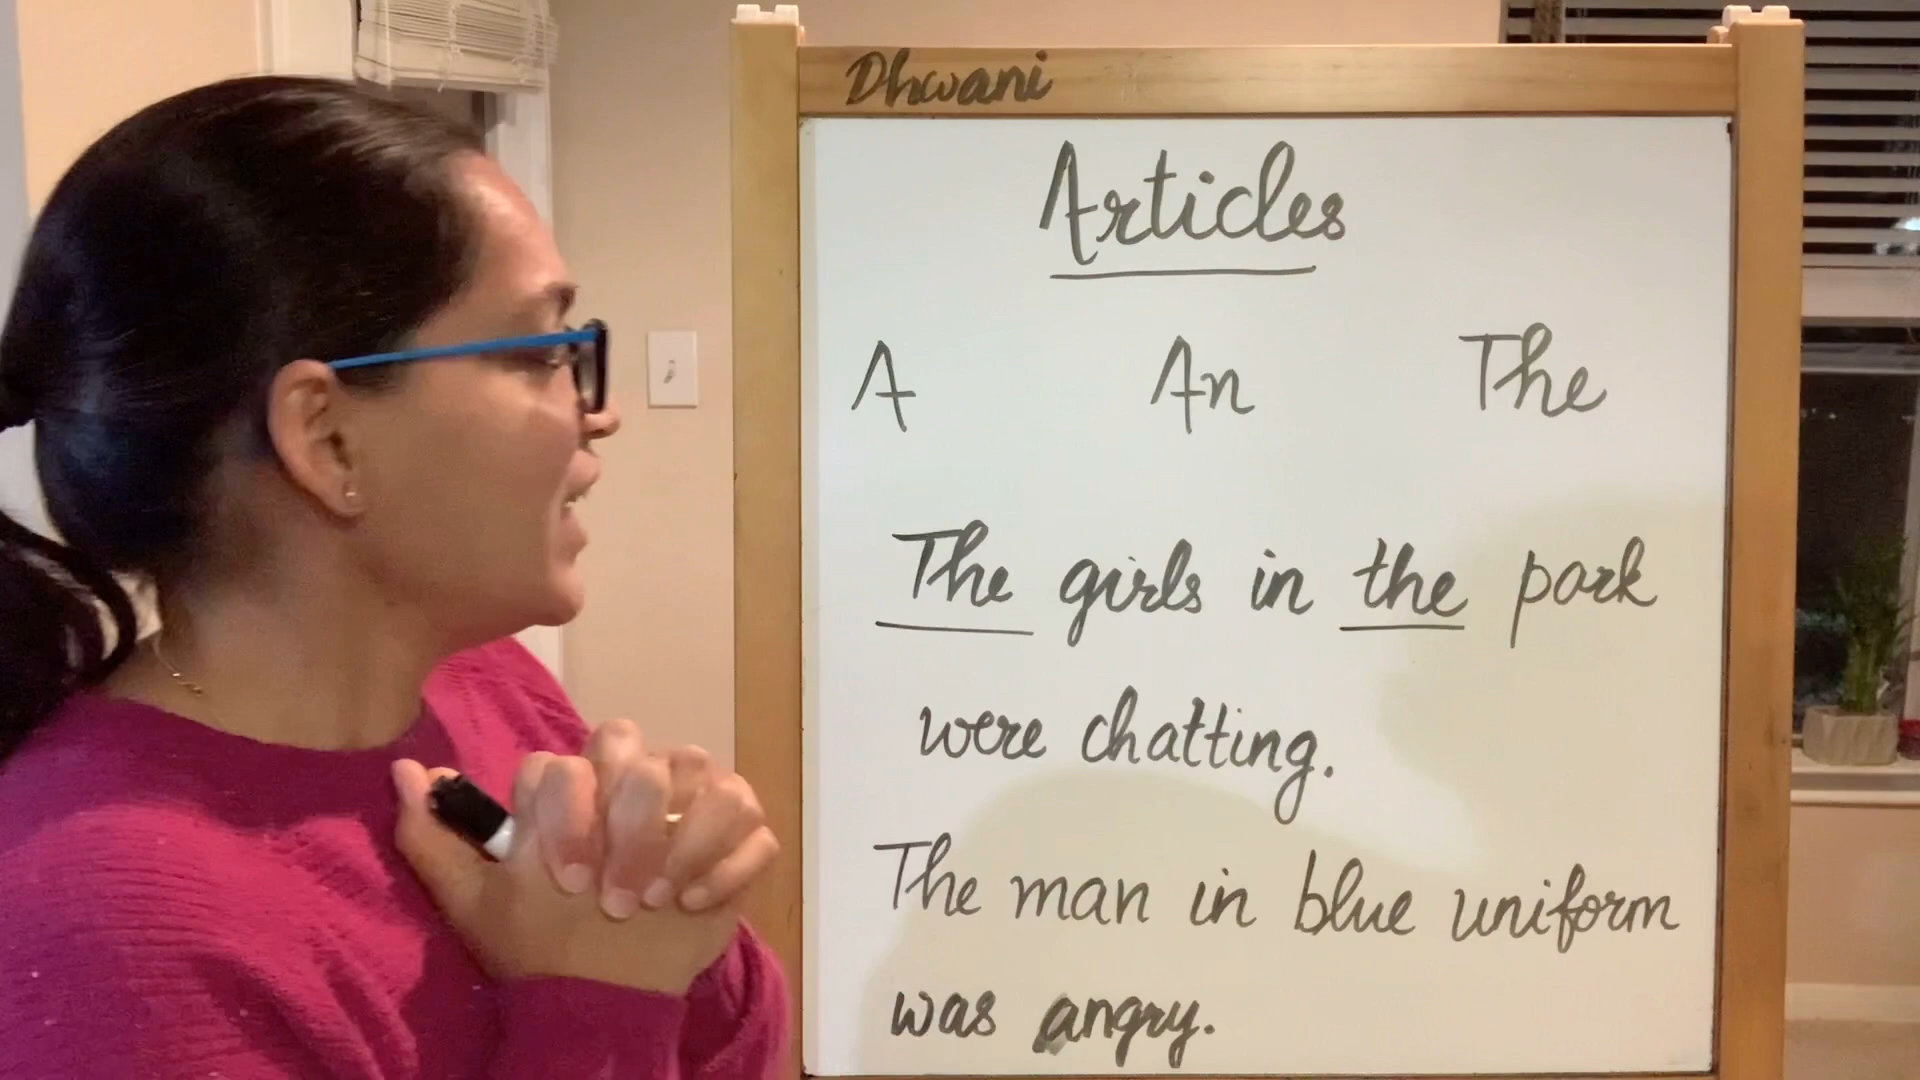 Dhwani
Articles
A An The
The girls in the park
were chatting.
The man in blue uniform
was angry.